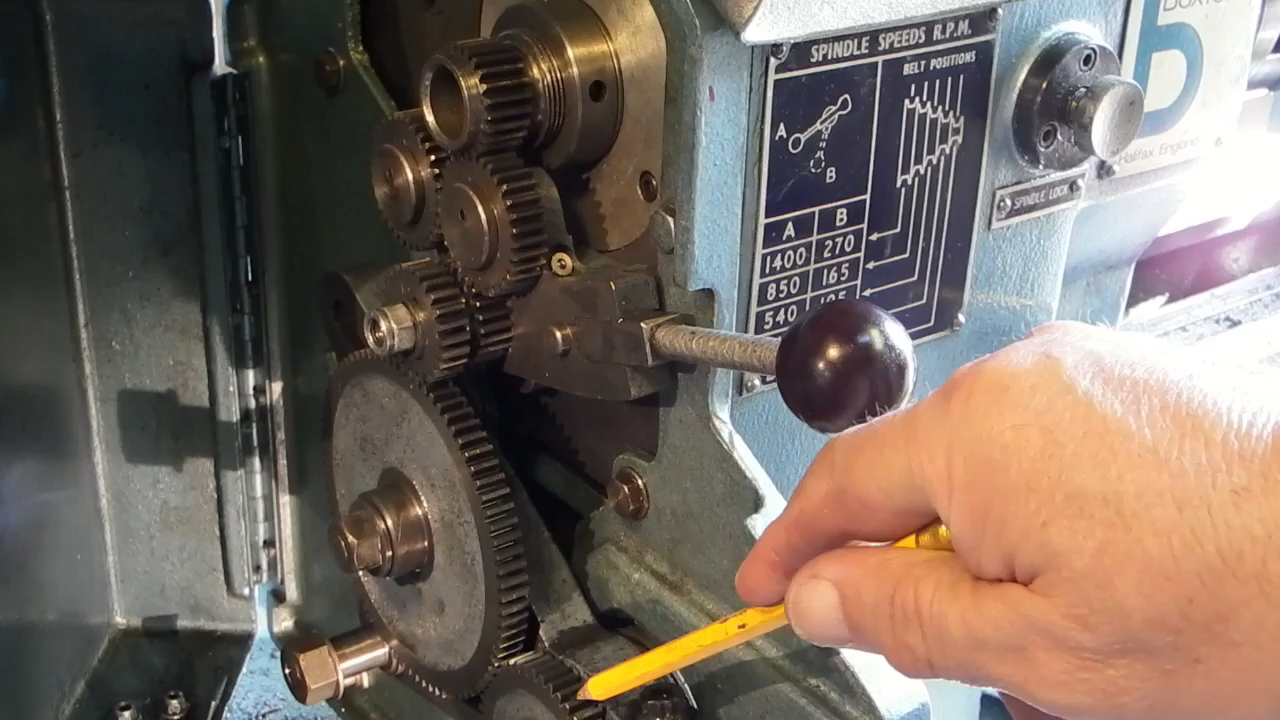 SPINDLE SPEEDS R.P.M.
BELT POSITIONS
A
B
A B
1400 270
850 165
540
SPINDLE LOCK
b
Halifax England